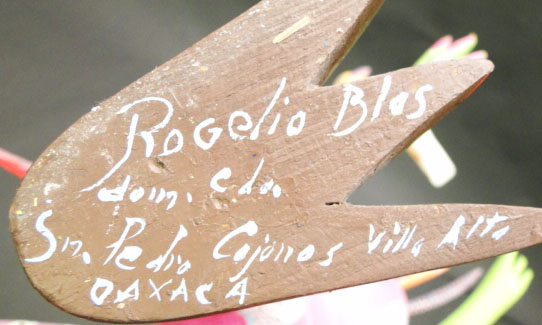 Rogelio Blas
dom. cdo.
Sn. Pedro Cajonos Villa Alta
OAXACA